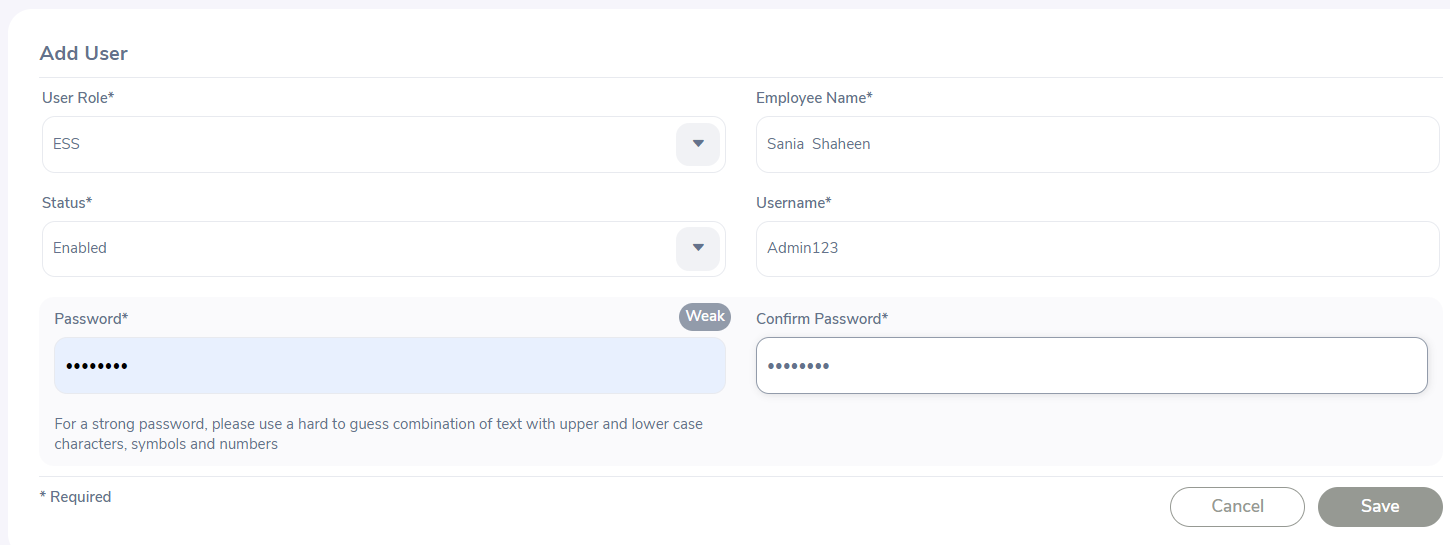 Add User
User Role*
Employee Name*
ESS
Sania  Shaheen
Status*
Username*
Enabled
Admin123
Password*
Weak
Confirm Password*
••••••••
••••••••
For a strong password, please use a hard to guess combination of text with upper and lower case
characters, symbols and numbers
* Required
Cancel
Save